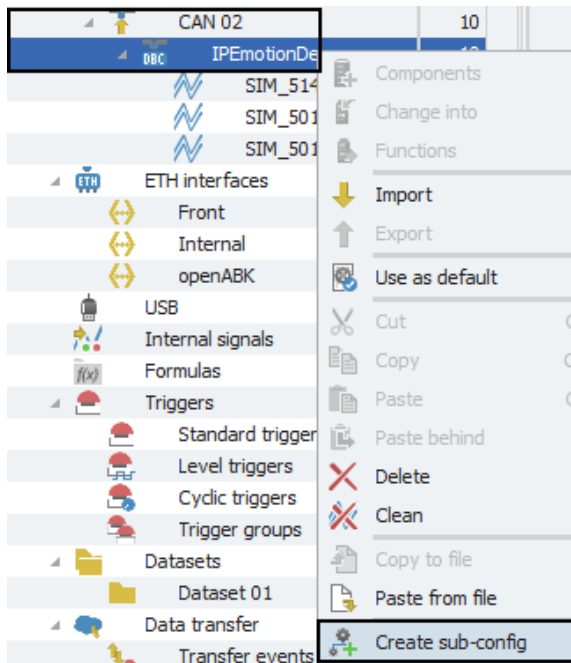 CAN 02
10
DBC
IPEmotionDe
SIM_514
SIM_501
SIM_501
ETH
ETH interfaces
Front
Internal
openABK
USB
Internal signals
f(x)
Formulas
Triggers
Standard trigger
Level triggers
Cyclic triggers
Trigger groups
Datasets
Dataset 01
Data transfer
Transfer events
Components
Change into
Functions
Import
Export
Use as default
Cut
Copy
Paste
Paste behind
Delete
Clean
Copy to file
Paste from file
Create sub-config